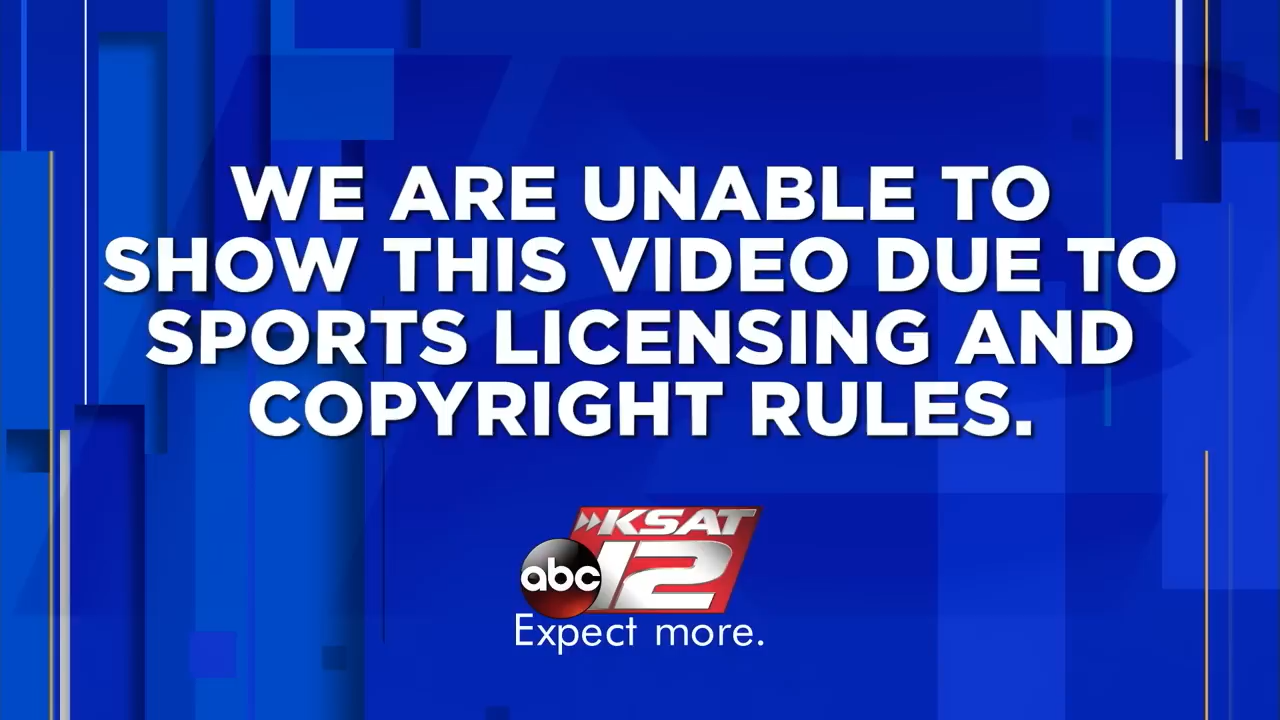 WE ARE UNABLE TO
SHOW THIS VIDEO DUE TO
SPORTS LICENSING AND
COPYRIGHT RULES.
KSAT
abc 12
Expect more.